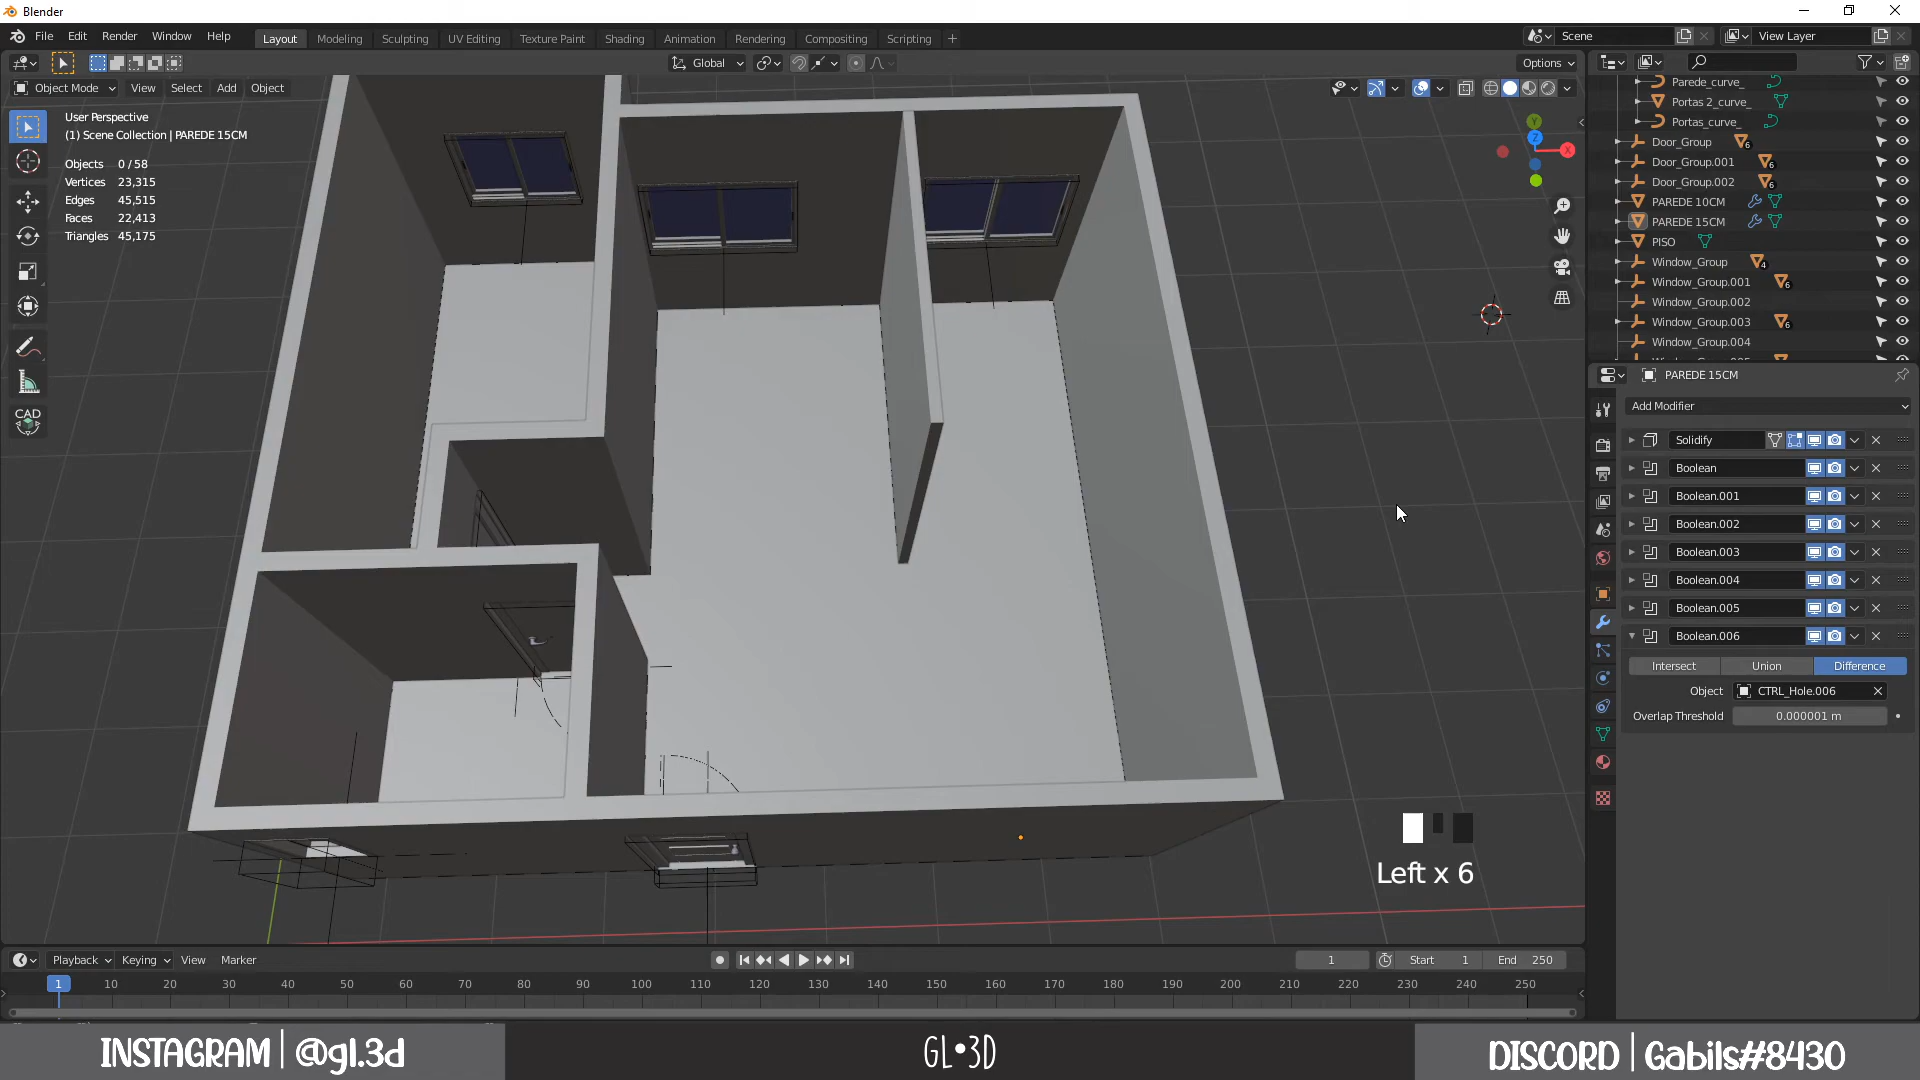 Blender
File Edit Render Window Help
Layout Modeling Sculpting UV Editing Texture Paint Shading Animation Rendering Compositing Scripting +
Scene
View Layer
Global
Options
Object Mode View Select Add Object
User Perspective
(1) Scene Collection | PAREDE 15CM
Objects 0 / 58
Vertices 23,315
Edges 45,515
Faces 22,413
Triangles 45,175
CAD
Y
Z
X
Parede_curve_
Portas 2_curve_
Portas_curve_
Door_Group 6
Door_Group.001 6
Door_Group.002 6
PAREDE 10CM
PAREDE 15CM
PISO
Window_Group 4
Window_Group.001 6
Window_Group.002
Window_Group.003 6
Window_Group.004
PAREDE 15CM
Add Modifier
Solidify
Boolean
Boolean.001
Boolean.002
Boolean.003
Boolean.004
Boolean.005
Boolean.006
Intersect Union Difference
Object CTRL_Hole.006
Overlap Threshold 0.000001 m
Left x 6
Playback Keying View Marker
1 Start 1 End 250
1 10 20 30 40 50 60 70 80 90 100 110 120 130 140 150 160 170 180 190 200 210 220 230 240 250
INSTAGRAM | @gl.3d
GL•3D
DISCORD | Gabils#8430